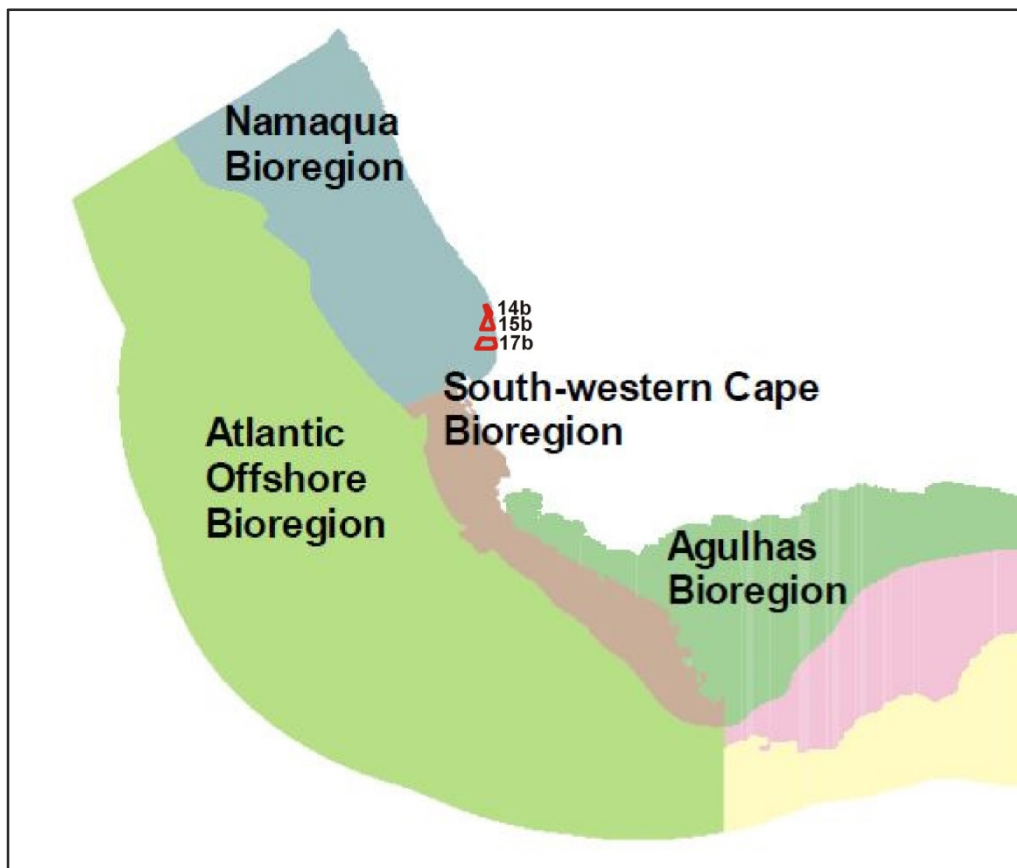 Namaqua
Bioregion
14b
15b
17b
South-western Cape
Bioregion
Atlantic
Offshore
Bioregion
Agulhas
Bioregion